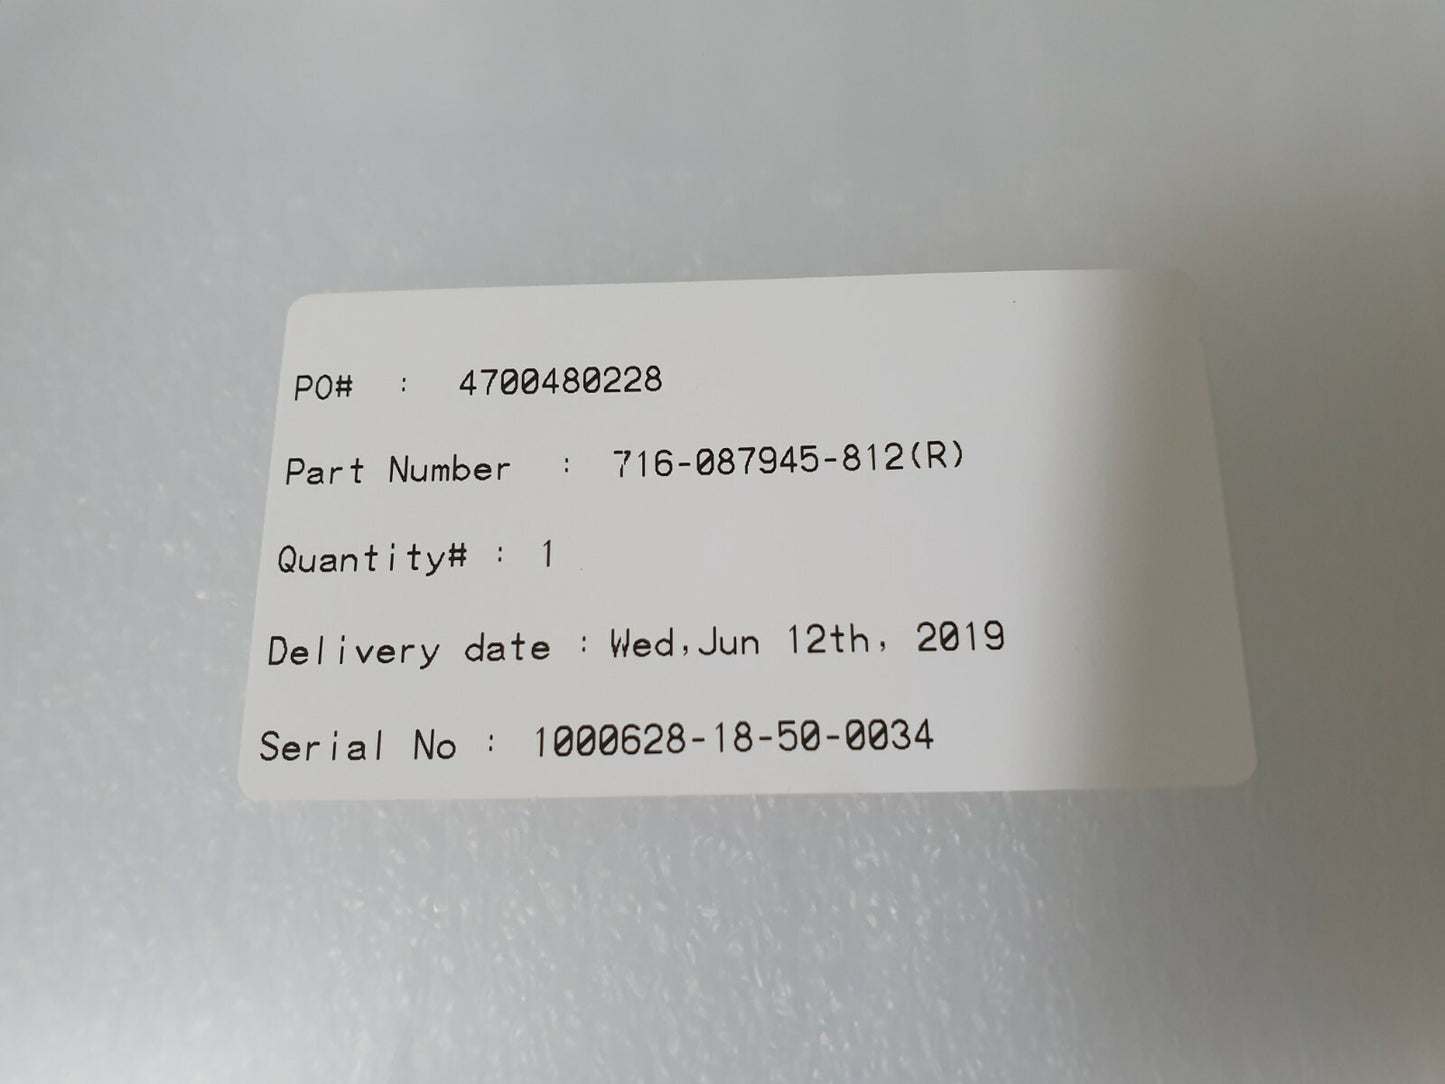 PO# : 4700480228
Part Number : 716-087945-812(R)
Quantity# : 1
Delivery date : Wed,Jun 12th, 2019
Serial No : 1000628-18-50-0034